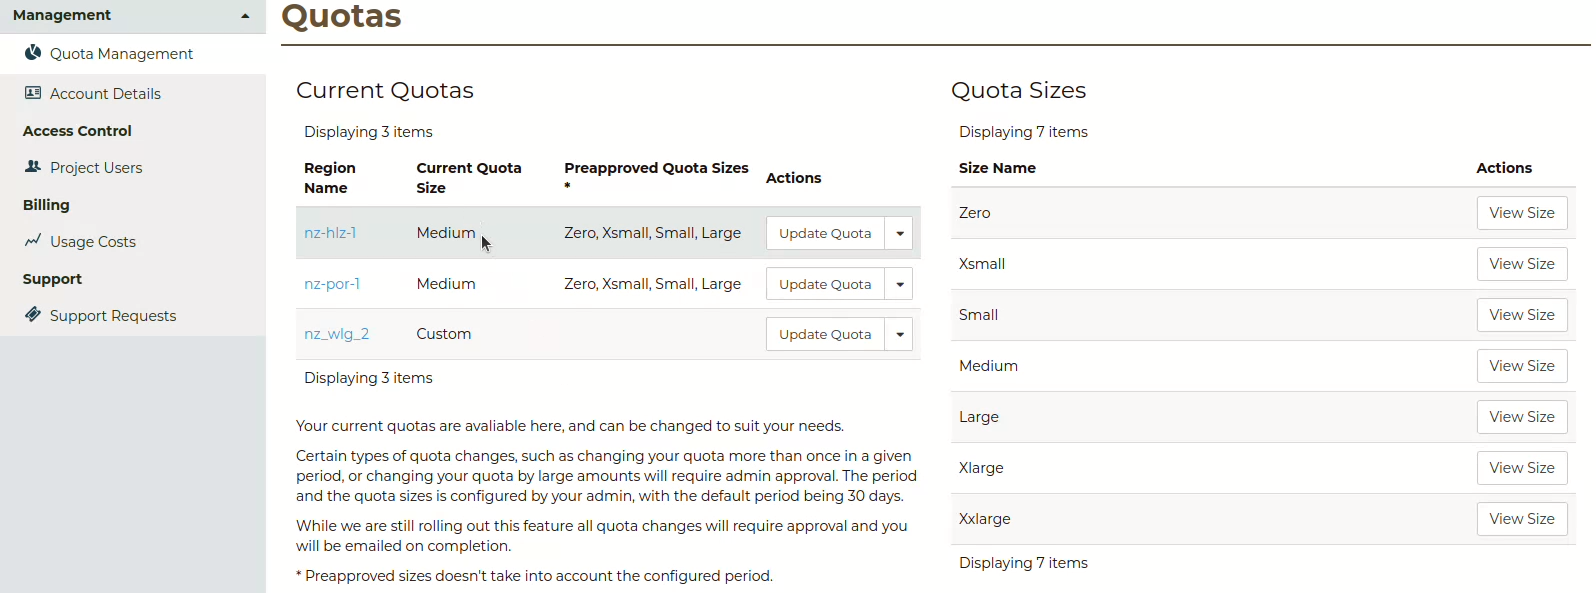 Management
Quota Management
Account Details
Access Control
Project Users
Billing
Usage Costs
Support
Support Requests
Quotas
Current Quotas
Displaying 3 items
Region Name Current Quota Size Preapproved Quota Sizes * Actions
nz-hlz-1 Medium Zero, Xsmall, Small, Large Update Quota
nz-por-1 Medium Zero, Xsmall, Small, Large Update Quota
nz_wlg_2 Custom Update Quota
Displaying 3 items
Your current quotas are avaliable here, and can be changed to suit your needs.
Certain types of quota changes, such as changing your quota more than once in a given
period, or changing your quota by large amounts will require admin approval. The period
and the quota sizes is configured by your admin, with the default period being 30 days.
While we are still rolling out this feature all quota changes will require approval and you
will be emailed on completion.
* Preapproved sizes doesn't take into account the configured period.
Quota Sizes
Displaying 7 items
Size Name Actions
Zero View Size
Xsmall View Size
Small View Size
Medium View Size
Large View Size
Xlarge View Size
Xxlarge View Size
Displaying 7 items